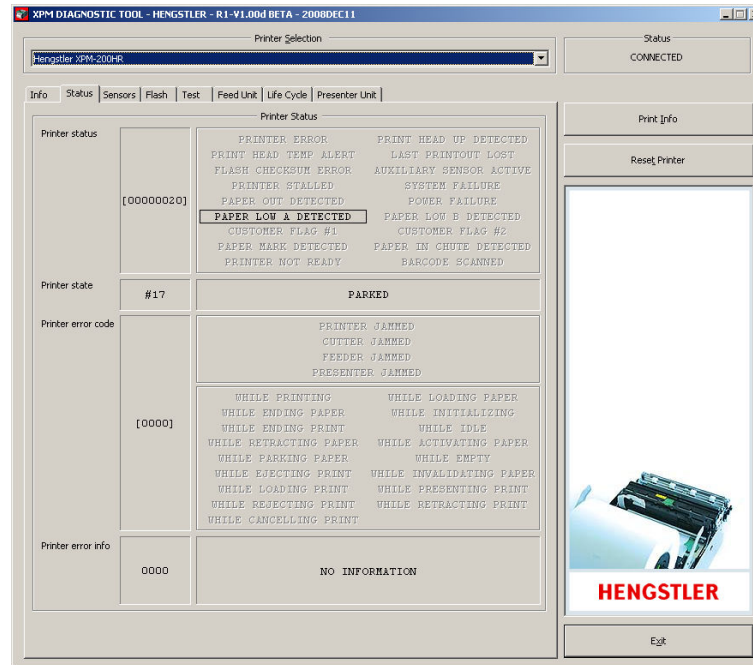 XPM DIAGNOSTIC TOOL - HENGSTLER - R1-V1.00d BETA - 2008DEC11
Printer Selection
Hengstler XPM-200HR
Status
CONNECTED
Info Status Sensors Flash Test Feed Unit Life Cycle Presenter Unit
Printer Status
Printer status
[00000020]
PRINTER ERROR PRINT HEAD UP DETECTED
PRINT HEAD TEMP ALERT LAST PRINTOUT LOST
FLASH CHECKSUM ERROR AUXILIARY SENSOR ACTIVE
PRINTER STALLED SYSTEM FAILURE
PAPER OUT DETECTED POWER FAILURE
PAPER LOW A DETECTED PAPER LOW B DETECTED
CUSTOMER FLAG #1 CUSTOMER FLAG #2
PAPER MARK DETECTED PAPER IN CHUTE DETECTED
PRINTER NOT READY BARCODE SCANNED
Printer state
#17
PARKED
Printer error code
[0000]
PRINTER JAMMED
CUTTER JAMMED
FEEDER JAMMED
PRESENTER JAMMED
WHILE PRINTING WHILE LOADING PAPER
WHILE ENDING PAPER WHILE INITIALIZING
WHILE ENDING PRINT WHILE IDLE
WHILE RETRACTING PAPER WHILE ACTIVATING PAPER
WHILE PARKING PAPER WHILE EMPTY
WHILE EJECTING PRINT WHILE INVALIDATING PAPER
WHILE LOADING PRINT WHILE PRESENTING PRINT
WHILE REJECTING PRINT WHILE RETRACTING PRINT
WHILE CANCELLING PRINT
Printer error info
0000
NO INFORMATION
Print Info
Reset Printer
HENGSTLER
Exit